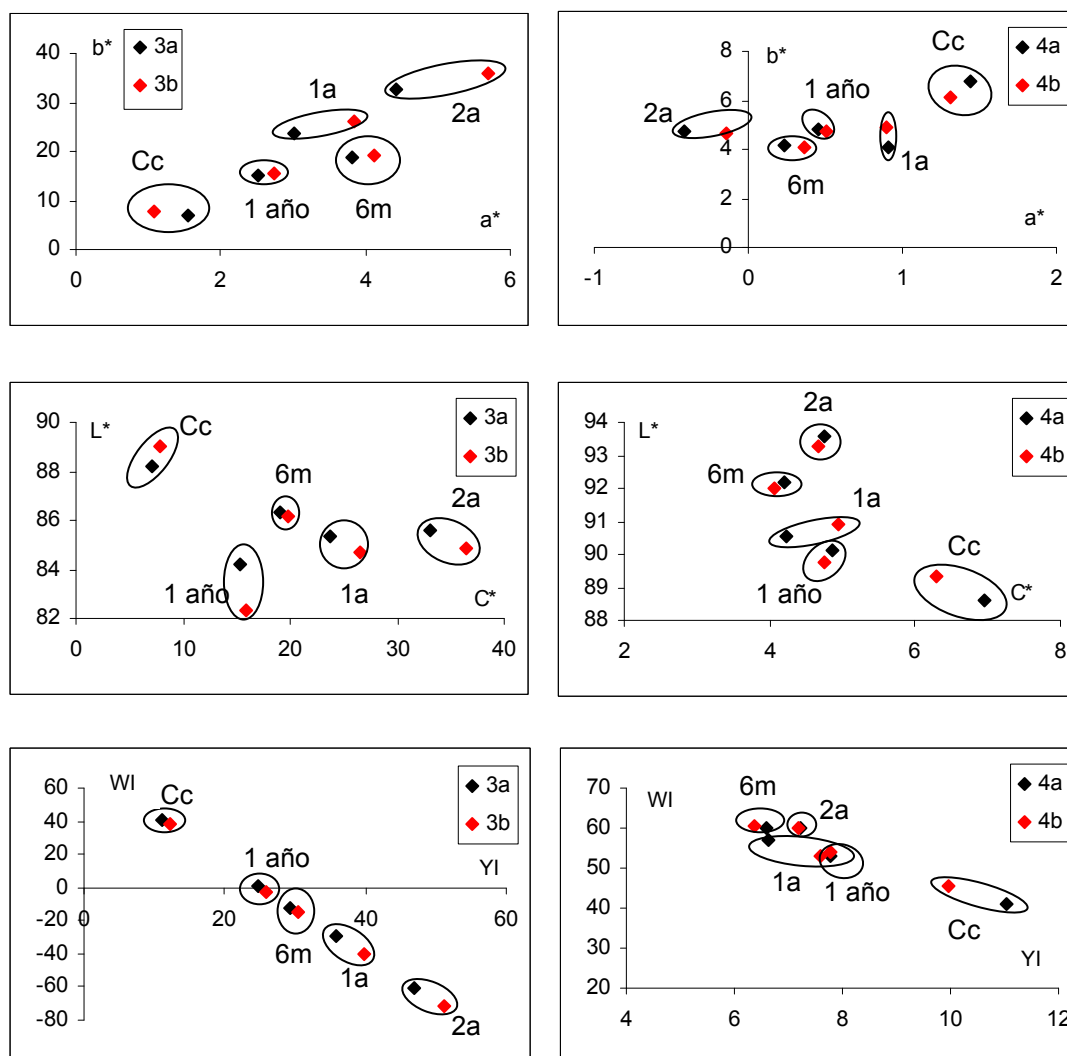 b*
3a
3b
40
30
20
10
0
0
2
4
6
a*
Cc
1 año
1a
6m
2a
b*
4a
4b
8
6
4
2
0
-1
0
1
2
a*
2a
6m
1 año
1a
Cc
L*
3a
3b
90
88
86
84
82
0
10
20
30
40
C*
Cc
6m
1 año
1a
2a
L*
4a
4b
94
93
92
91
90
89
88
2
4
6
8
C*
2a
6m
1a
1 año
Cc
WI
3a
3b
60
40
20
0
-20
-40
-60
-80
0
20
40
60
YI
Cc
1 año
6m
1a
2a
WI
4a
4b
70
60
50
40
30
20
4
6
8
10
12
YI
6m
2a
1a
1 año
Cc